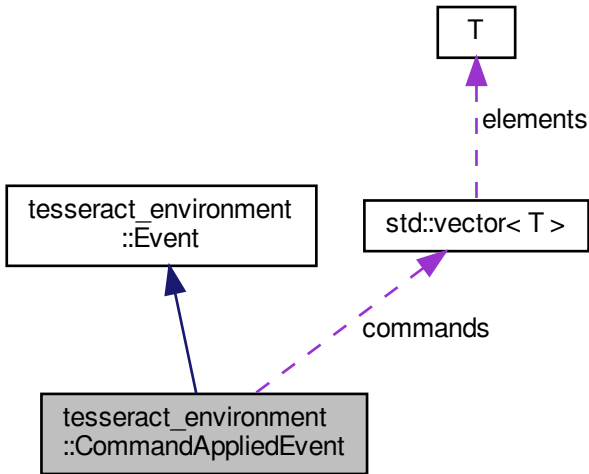 T
elements
tesseract_environment
::Event
std::vector< T >
commands
tesseract_environment
::CommandAppliedEvent